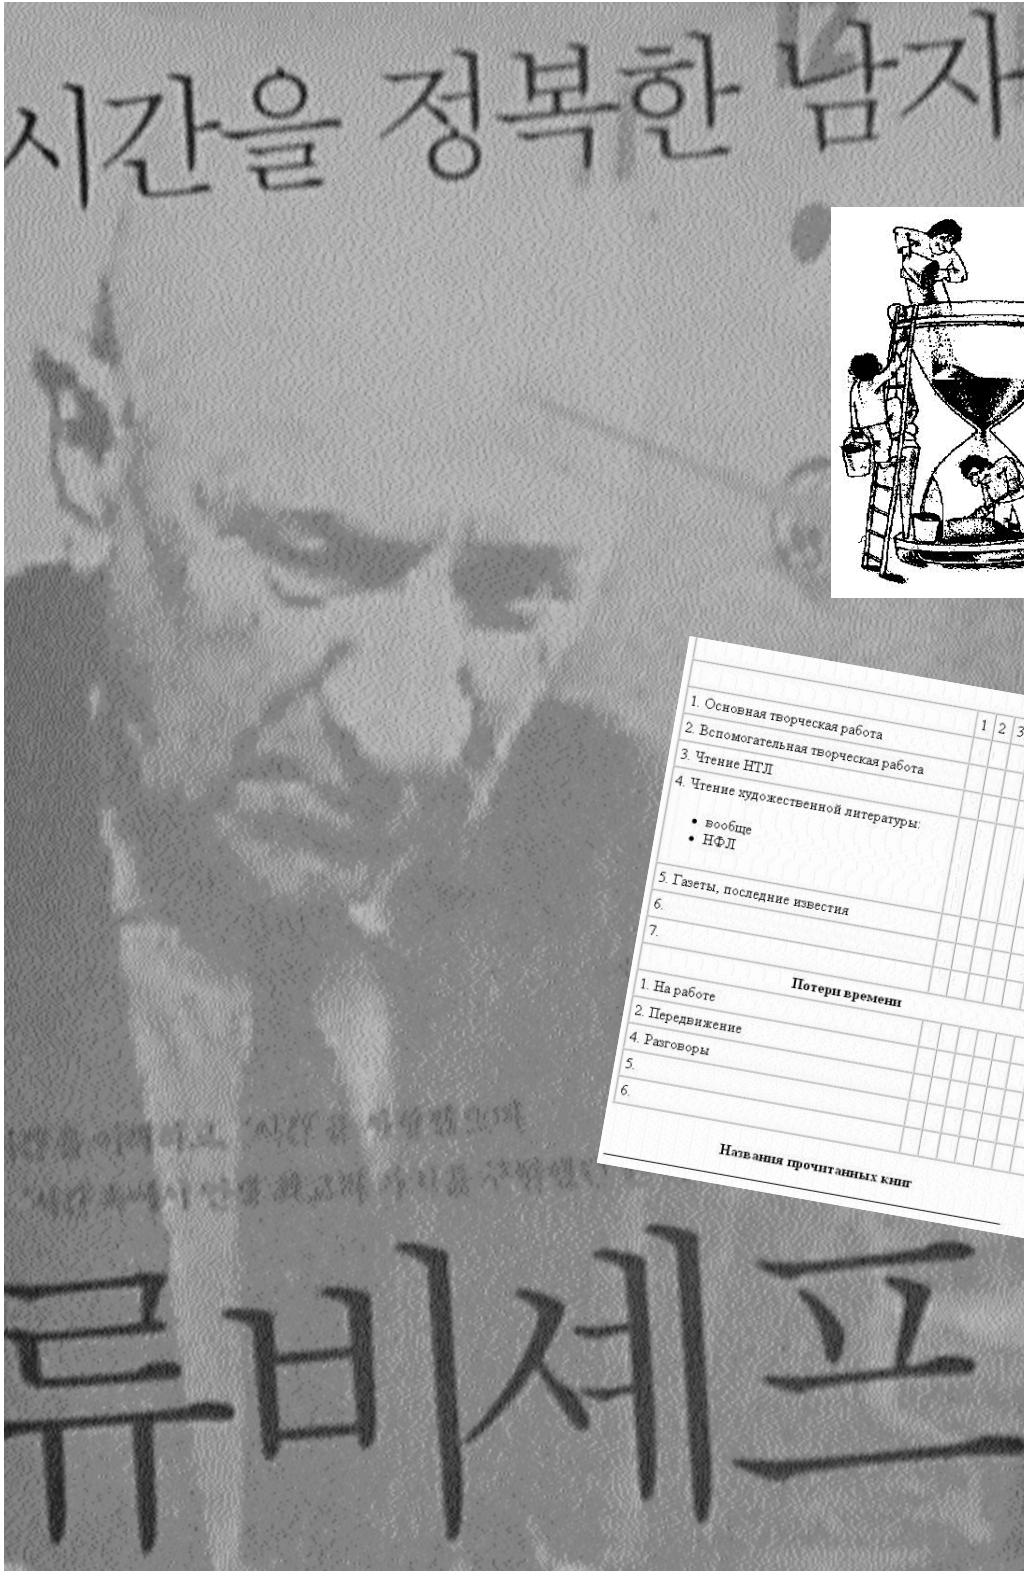 시간을 정복한 남자
1. Основная творческая работа
1 2 3
2. Вспомогательная творческая работа
3. Чтение НТЛ
4. Чтение художественной литературы:
• вообще
• НФЛ
5. Газеты, последние известия
6.
7.
Потери времени
1. На работе
2. Передвижение
4. Разговоры
5.
6.
Названия прочитанных книг
류비셰프